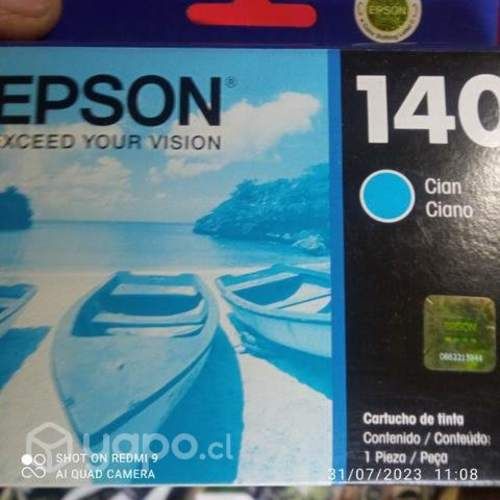 EPSON®
EXCEED YOUR VISION
140
Cian
Ciano
EPSON
Cartucho de tinta
Contenido / Conteúdo:
1 Pieza / Peça
yapo.cl
SHOT ON REDMI 9
AI QUAD CAMERA
31/07/2023 11:08